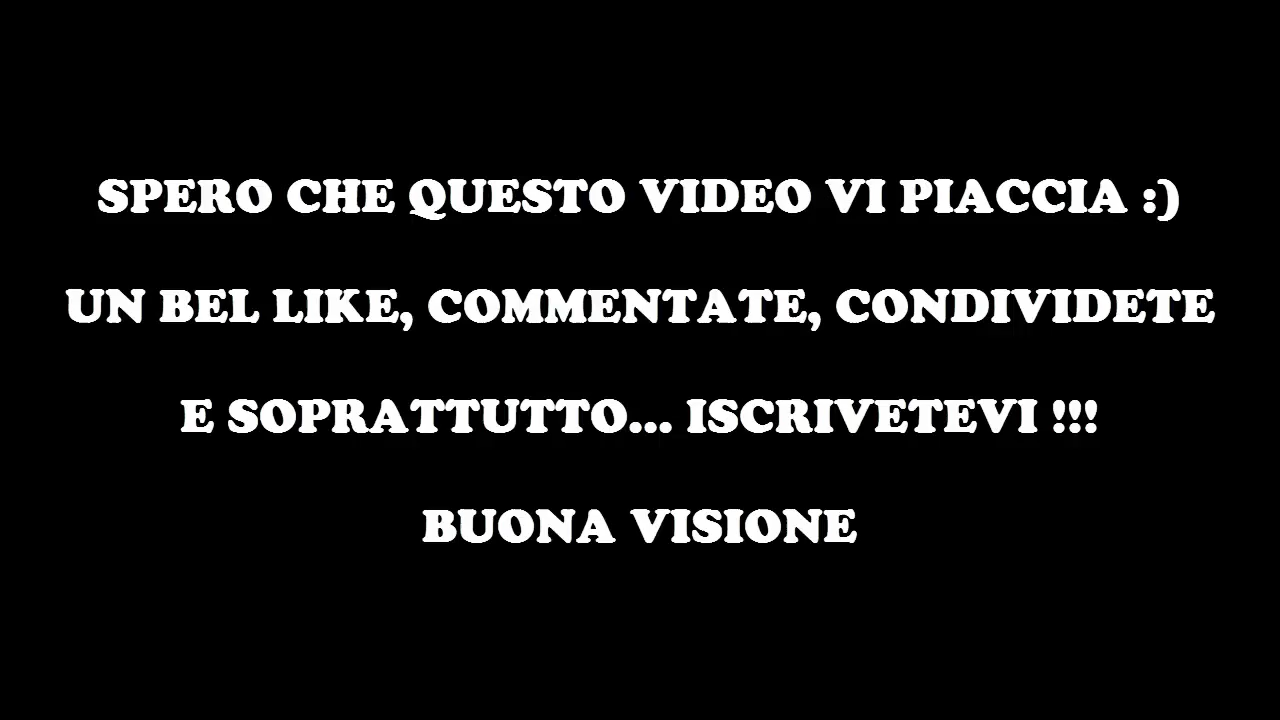 SPERO CHE QUESTO VIDEO VI PIACCIA :)
UN BEL LIKE, COMMENTATE, CONDIVIDETE
E SOPRATTUTTO... ISCRIVETEVI !!!
BUONA VISIONE